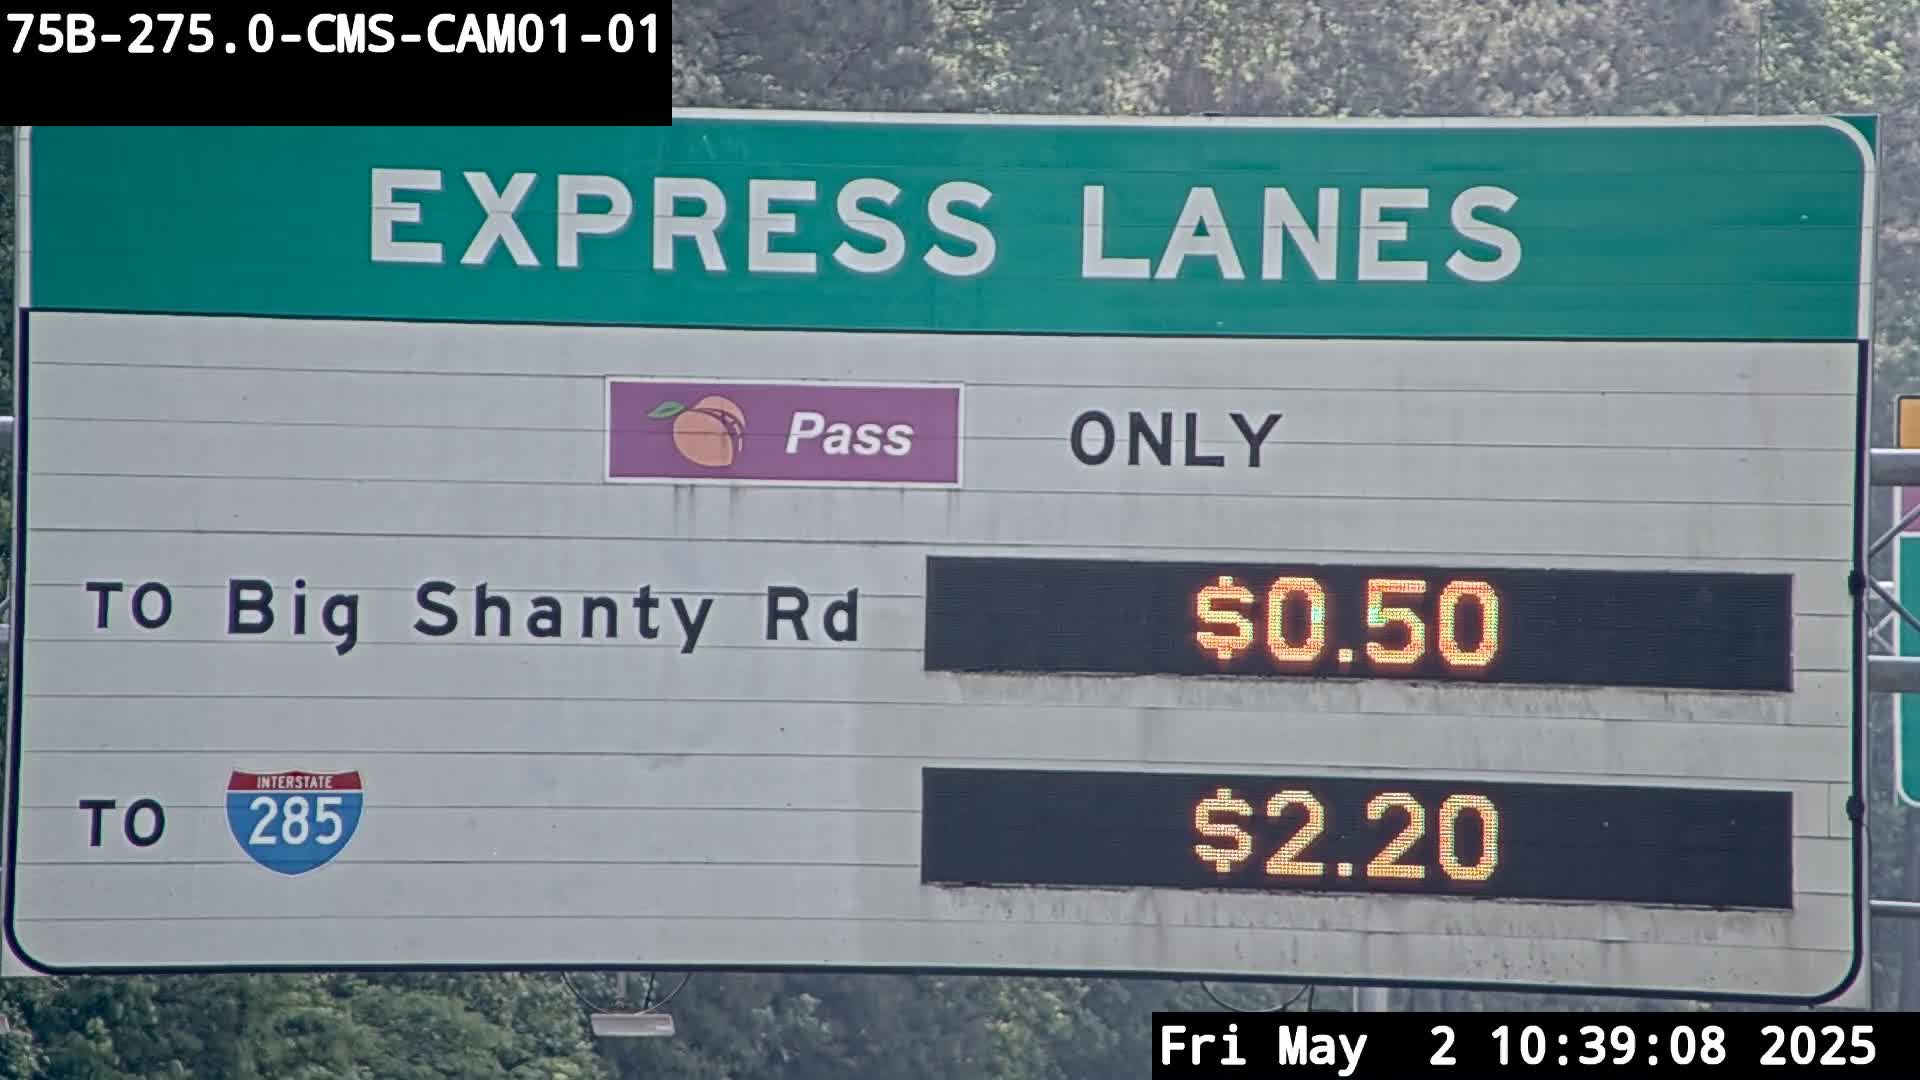 75B-275.0-CMS-CAM01-01
EXPRESS LANES
Pass ONLY
TO Big Shanty Rd $0.50
INTERSTATE
TO 285 $2.20
Fri May 2 10:39:08 2025